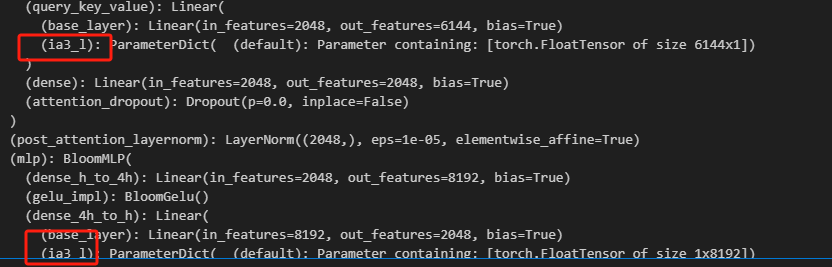 (query_key_value): Linear(
(base_layer): Linear(in_features=2048, out_features=6144, bias=True)
(ia3_l): ParameterDict(  (default): Parameter containing: [torch.FloatTensor of size 6144x1])
)
(dense): Linear(in_features=2048, out_features=2048, bias=True)
(attention_dropout): Dropout(p=0.0, inplace=False)
)
(post_attention_layernorm): LayerNorm((2048,), eps=1e-05, elementwise_affine=True)
(mlp): BloomMLP(
(dense_h_to_4h): Linear(in_features=2048, out_features=8192, bias=True)
(gelu_impl): BloomGelu()
(dense_4h_to_h): Linear(
(base_layer): Linear(in_features=8192, out_features=2048, bias=True)
(ia3_l): ParameterDict(  (default): Parameter containing: [torch.FloatTensor of size 1x8192])